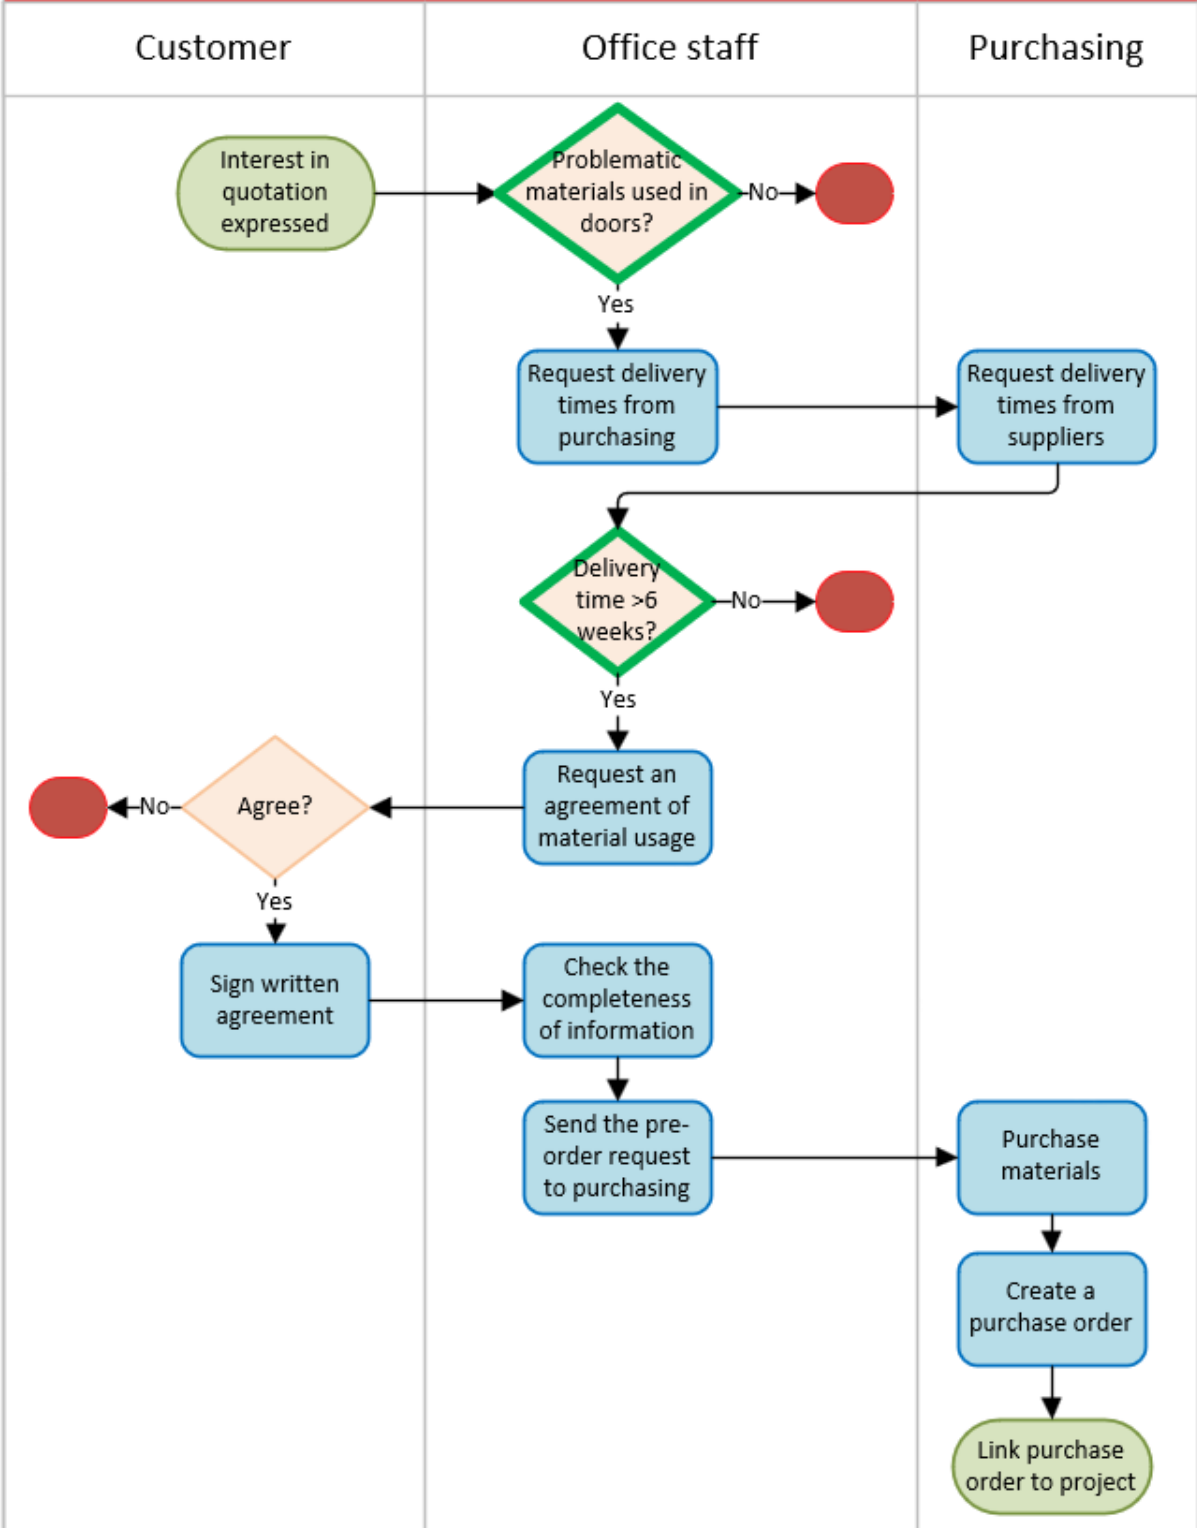 Customer
Office staff
Purchasing
Interest in
quotation
expressed
Problematic
materials used in
doors?
No
Yes
Request delivery
times from
purchasing
Request delivery
times from
suppliers
Delivery
time >6
weeks?
No
Yes
Request an
agreement of
material usage
Agree?
No
Yes
Sign written
agreement
Check the
completeness
of information
Send the pre-
order request
to purchasing
Purchase
materials
Create a
purchase order
Link purchase
order to project